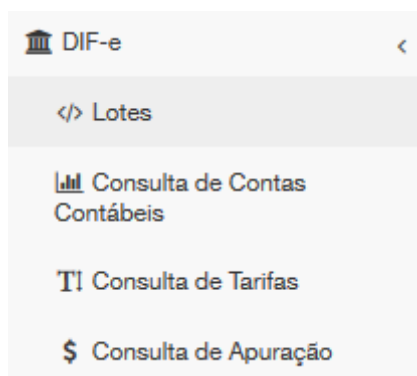 DIF-e
Lotes
Consulta de Contas
Contábeis
Consulta de Tarifas
Consulta de Apuração